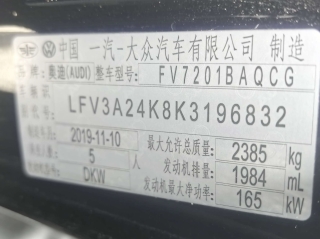 中国 一汽-大众汽车有限公司 制造
品牌: 奥迪(AUDI) 整车型号: FV7201BAQCG
LFV3A24K8K3196832
2019-11-10 最大允许总质量 2385 kg
5 人 发动机排量 1984 mL
DKW 发动机最大净功率 165 kW